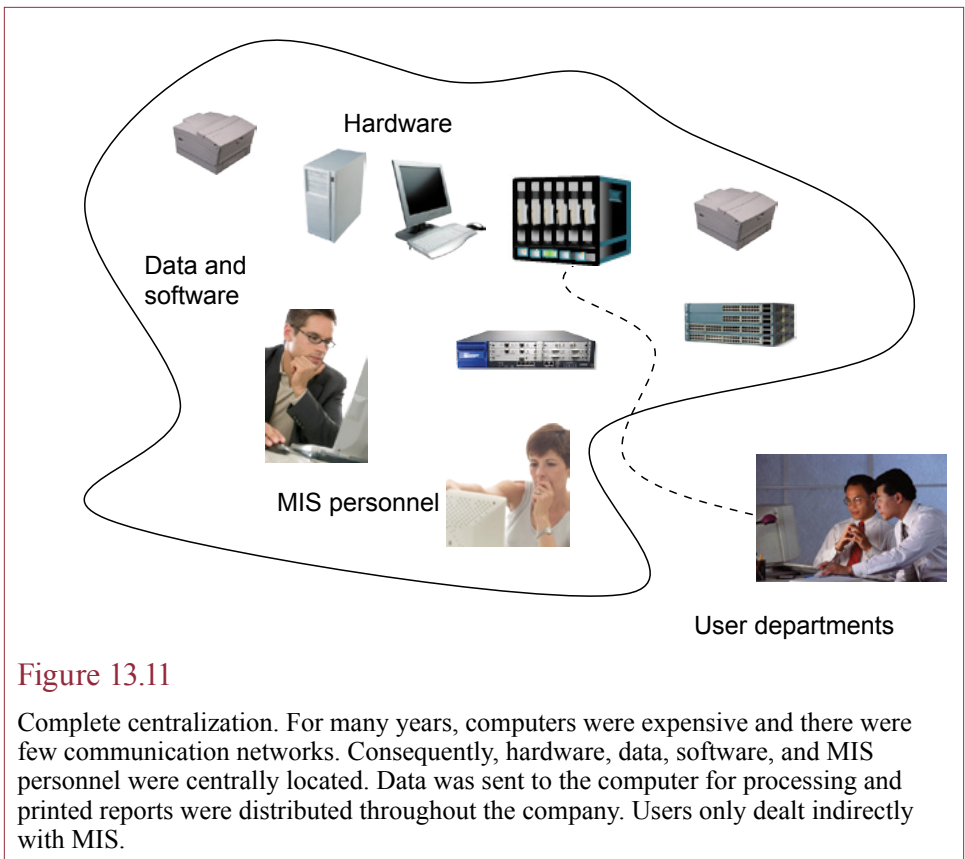 Hardware
Data and
software
MIS personnel
User departments
Figure 13.11
Complete centralization. For many years, computers were expensive and there were
few communication networks. Consequently, hardware, data, software, and MIS
personnel were centrally located. Data was sent to the computer for processing and
printed reports were distributed throughout the company. Users only dealt indirectly
with MIS.